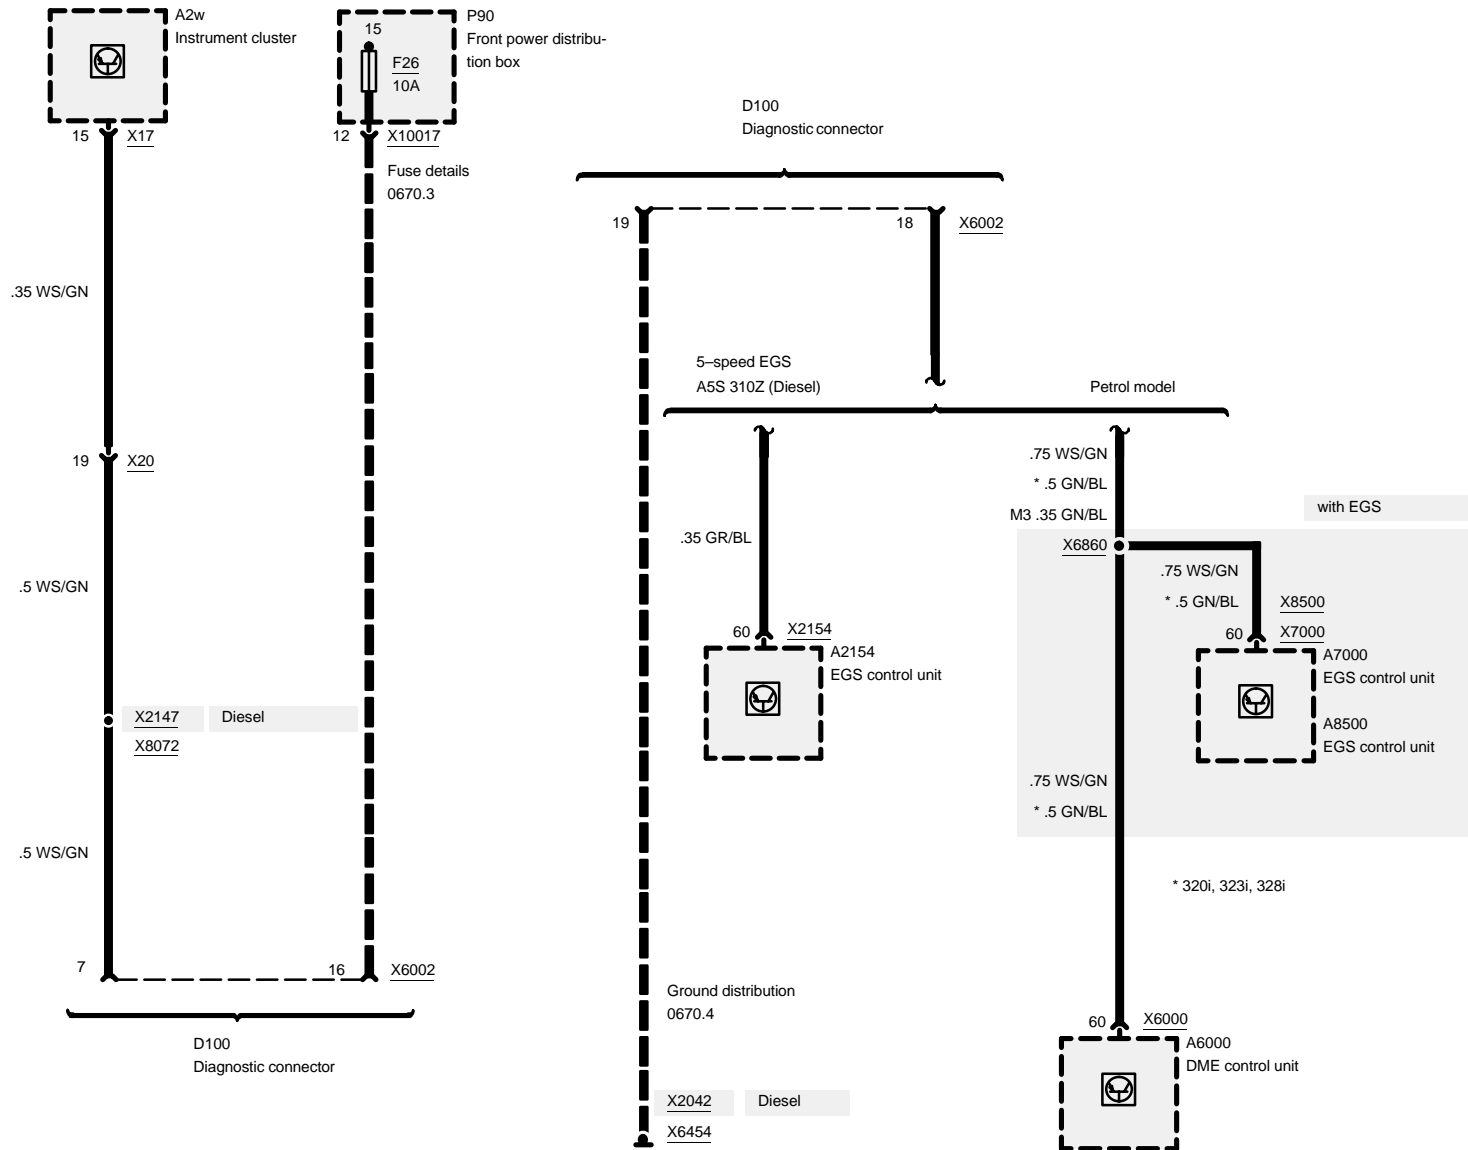 A2w
Instrument cluster
15
X17
.35 WS/GN
19
X20
.5 WS/GN
X2147
Diesel
X8072
.5 WS/GN
7
15
F26
10A
P90
Front power distribu-
tion box
12
X10017
Fuse details
0670.3
16
X6002
D100
Diagnostic connector
D100
Diagnostic connector
19
18
X6002
5–speed EGS
A5S 310Z (Diesel)
Petrol model
.35 GR/BL
60
X2154
A2154
EGS control unit
Ground distribution
0670.4
X2042
Diesel
X6454
.75 WS/GN
* .5 GN/BL
M3 .35 GN/BL
with EGS
X6860
.75 WS/GN
* .5 GN/BL
X8500
60
X7000
A7000
EGS control unit
A8500
EGS control unit
.75 WS/GN
* .5 GN/BL
* 320i, 323i, 328i
60
X6000
A6000
DME control unit